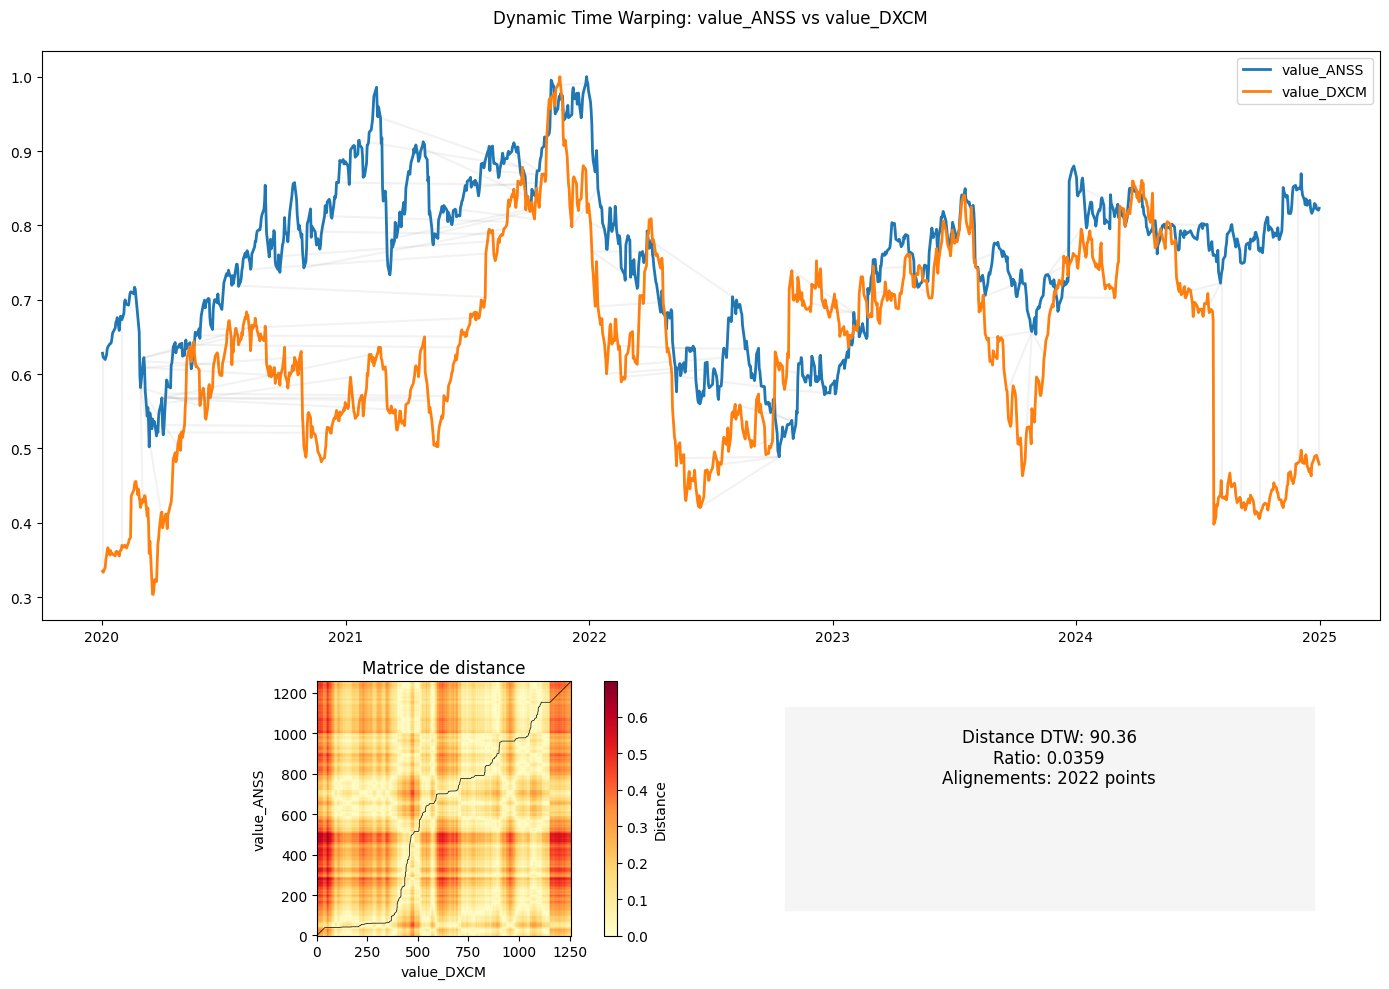 Dynamic Time Warping: value_ANSS vs value_DXCM
1.0
0.9
0.8
0.7
0.6
0.5
0.4
0.3
value_ANSS
value_DXCM
2020 2021 2022 2023 2024 2025
Matrice de distance
value_ANSS
1200
1000
800
600
400
200
0
0 250 500 750 1000 1250
value_DXCM
0.6
0.5
0.4
0.3
0.2
0.1
0.0
Distance
Distance DTW: 90.36
Ratio: 0.0359
Alignements: 2022 points